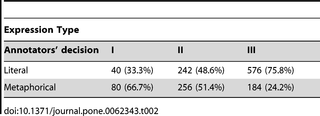 Expression Type
Annotators' decision I II III
Literal 40 (33.3%) 242 (48.6%) 576 (75.8%)
Metaphorical 80 (66.7%) 256 (51.4%) 184 (24.2%)
doi:10.1371/journal.pone.0062343.t002